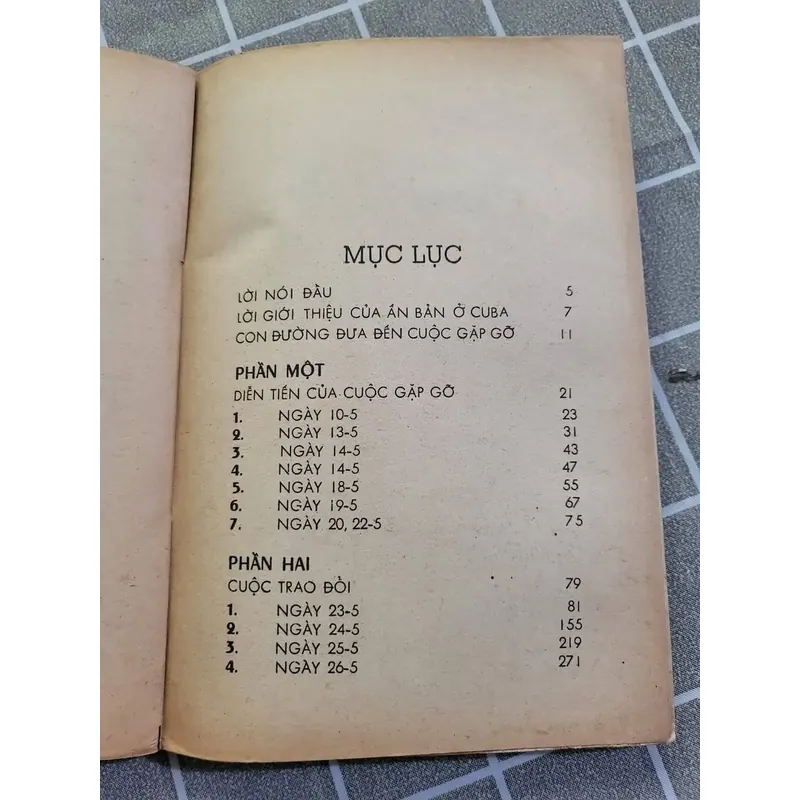 MỤC LỤC
LỜI NÓI ĐẦU 5
LỜI GIỚI THIỆU CỦA ẤN BẢN Ở CUBA 7
CON ĐƯỜNG ĐƯA ĐẾN CUỘC GẶP GỠ 11
PHẦN MỘT
DIỄN TIẾN CỦA CUỘC GẶP GỠ 21
1. NGÀY 10-5 23
2. NGÀY 13-5 31
3. NGÀY 14-5 43
4. NGÀY 14-5 47
5. NGÀY 18-5 55
6. NGÀY 19-5 67
7. NGÀY 20, 22-5 75
PHẦN HAI
CUỘC TRAO ĐỔI 79
1. NGÀY 23-5 81
2. NGÀY 24-5 155
3. NGÀY 25-5 219
4. NGÀY 26-5 271